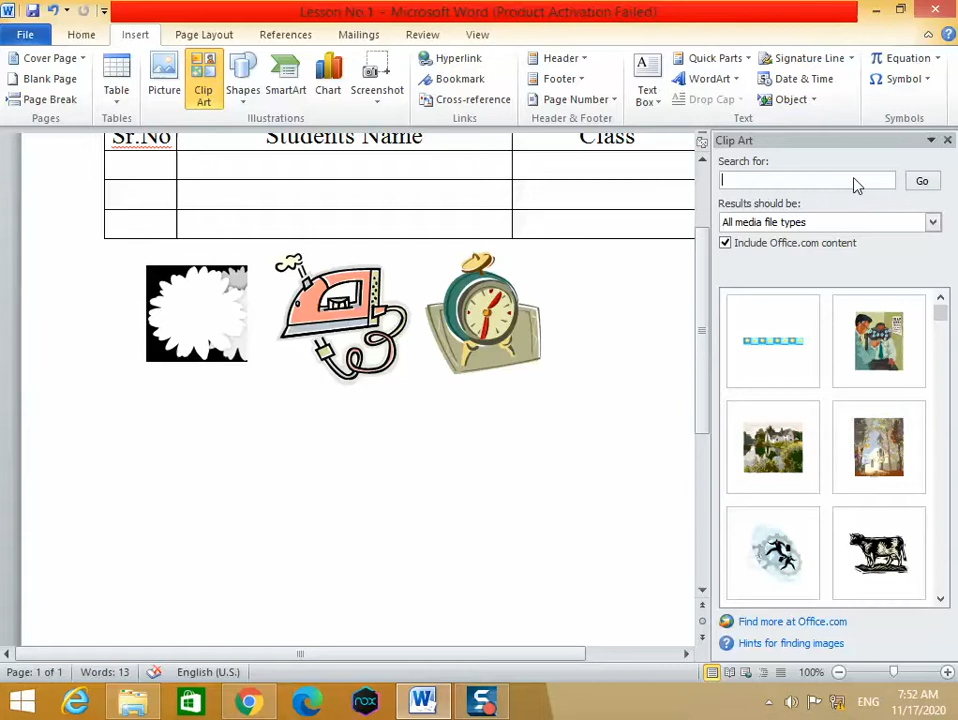 Lesson No 1 - Microsoft Word (Product Activation Failed)
File Home Insert Page Layout References Mailings Review View
Cover Page
Blank Page
Page Break
Pages
Table
Tables
Picture
Clip Art
Shapes
SmartArt
Chart
Screenshot
Illustrations
Hyperlink
Bookmark
Cross-reference
Links
Header
Footer
Page Number
Header & Footer
Text Box
Quick Parts
WordArt
Drop Cap
Signature Line
Date & Time
Object
Text
Equation
Symbol
Symbols
Sr.No Students Name Class
Clip Art
Search for:
Go
Results should be:
All media file types
Include Office.com content
Find more at Office.com
Hints for finding images
Page: 1 of 1 Words: 13 English (U.S.) 100%
nox
ENG
7:52 AM
11/17/2020